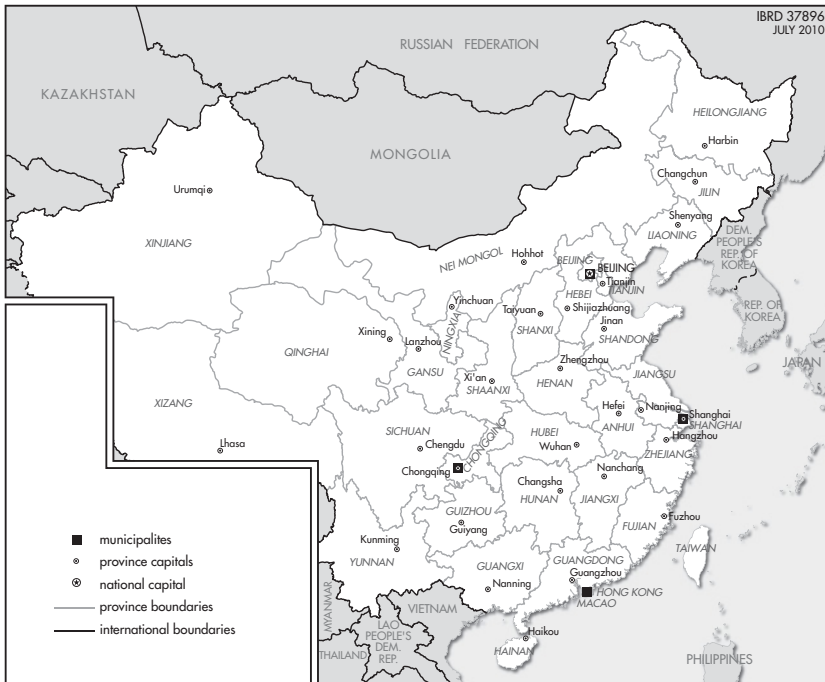 IBRD 37896
JULY 2010
RUSSIAN FEDERATION
KAZAKHSTAN
MONGOLIA
HEILONGJIANG
Harbin
Changchun
JILIN
Urumqi
Shenyang
LIAONING
DEM.
PEOPLE'S
REP. OF
KOREA
XINJIANG
NEI MONGOL
Hohhot
BEIJING
BEIJING
Tianjin
TIANJIN
HEBEI
REP. OF
KOREA
Yinchuan
NINGXIA
Taiyuan
Shijiazhuang
SHANXI
Jinan
SHANDONG
Xining
Lanzhou
QINGHAI
GANSU
JAPAN
Zhengzhou
HENAN
JIANGSU
Xi'an
SHAANXI
XIZANG
Lhasa
Hefei
ANHUI
Nanjing
Shanghai
SHANGHAI
SICHUAN
Chengdu
CHONGQING
Chongqing
HUBEI
Wuhan
Hangzhou
ZHEJIANG
Changsha
HUNAN
Nanchang
JIANGXI
GUIZHOU
Guiyang
FUJIAN
Fuzhou
Kunming
YUNNAN
TAIWAN
GUANGXI
Nanning
GUANGDONG
Guangzhou
HONG KONG
MACAO
MYANMAR
VIETNAM
LAO
PEOPLE'S
DEM.
REP.
THAILAND
Haikou
HAINAN
PHILIPPINES
municipalites
province capitals
national capital
province boundaries
international boundaries